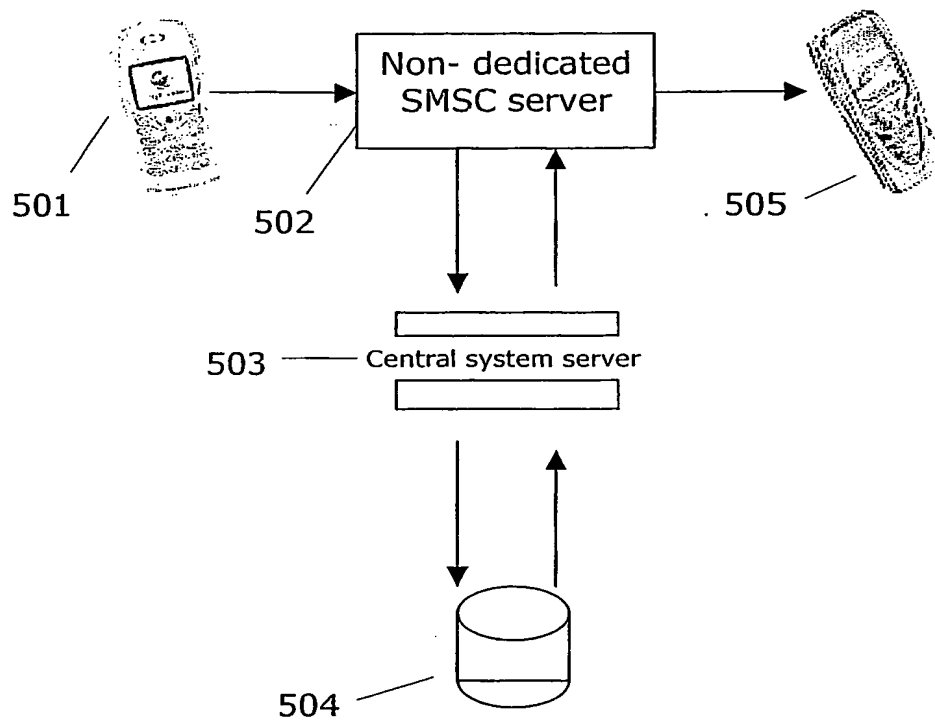 Non- dedicated
SMSC server
501
502
505
503
Central system server
504